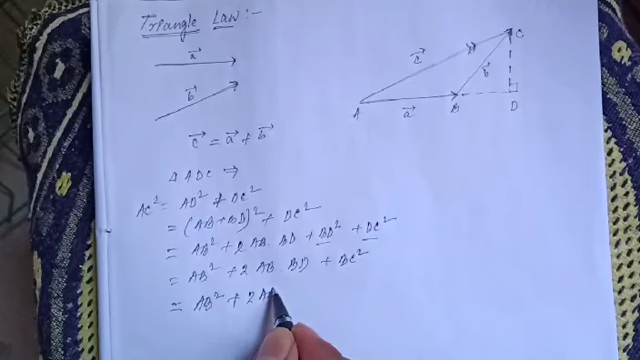 Triangle Law :-
a
b
c = a + b
Δ ADC ⇒
AC² = AD² + DC²
= (AB+BD)² + DC²
= AB² + 2 AB. BD + BD² + DC²
= AB² + 2 AB. BD + BC²
= AB² + 2 A
C
c
b
A
a
B
D